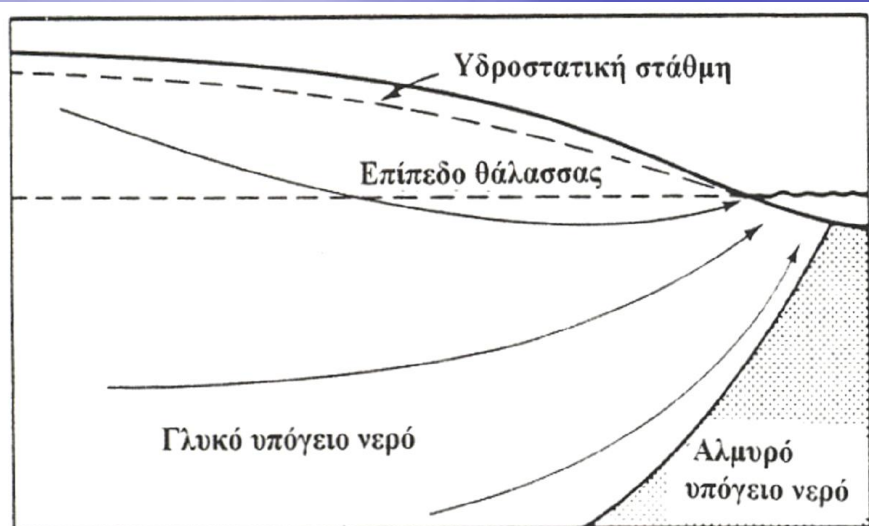 Υδροστατική στάθμη
Επίπεδο θάλασσας
Γλυκό υπόγειο νερό
Αλμυρό
υπόγειο νερό